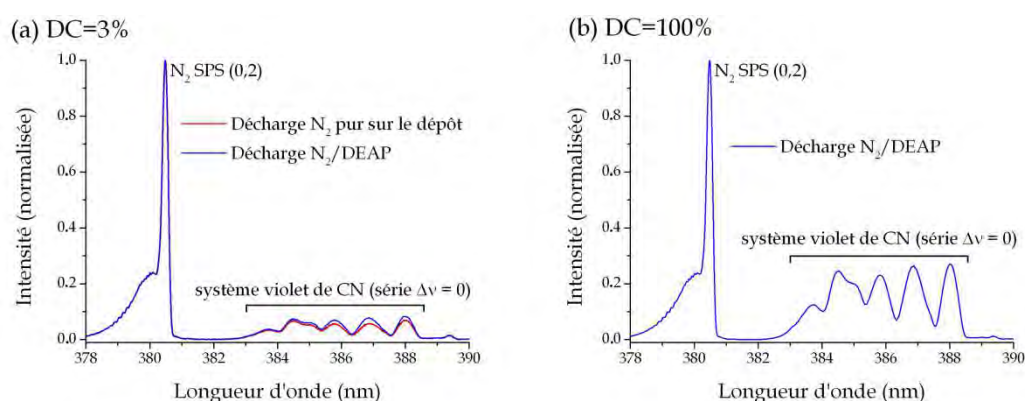 (a) DC=3%
1.0
0.8
0.6
0.4
0.2
0.0
378 380 382 384 386 388 390
Intensité (normalisée)
Longueur d'onde (nm)
N₂ SPS (0,2)
Décharge N₂ pur sur le dépôt
Décharge N₂/DEAP
système violet de CN (série Δν = 0)
(b) DC=100%
1.0
0.8
0.6
0.4
0.2
0.0
378 380 382 384 386 388 390
Intensité (normalisée)
Longueur d'onde (nm)
N₂ SPS (0,2)
Décharge N₂/DEAP
système violet de CN (série Δν = 0)